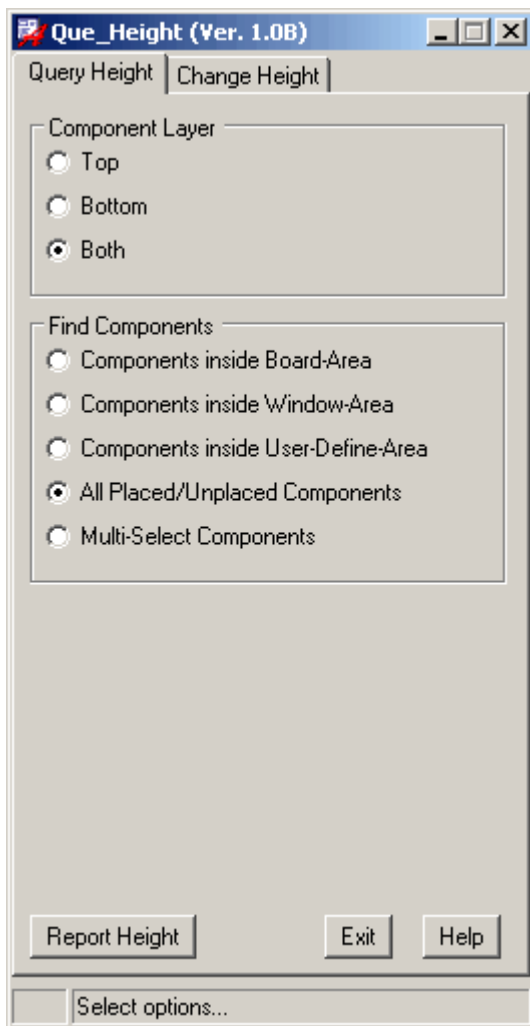 Que_Height (Ver. 1.0B)
Query Height Change Height
Component Layer
Top
Bottom
Both
Find Components
Components inside Board-Area
Components inside Window-Area
Components inside User-Define-Area
All Placed/Unplaced Components
Multi-Select Components
Report Height Exit Help
Select options...